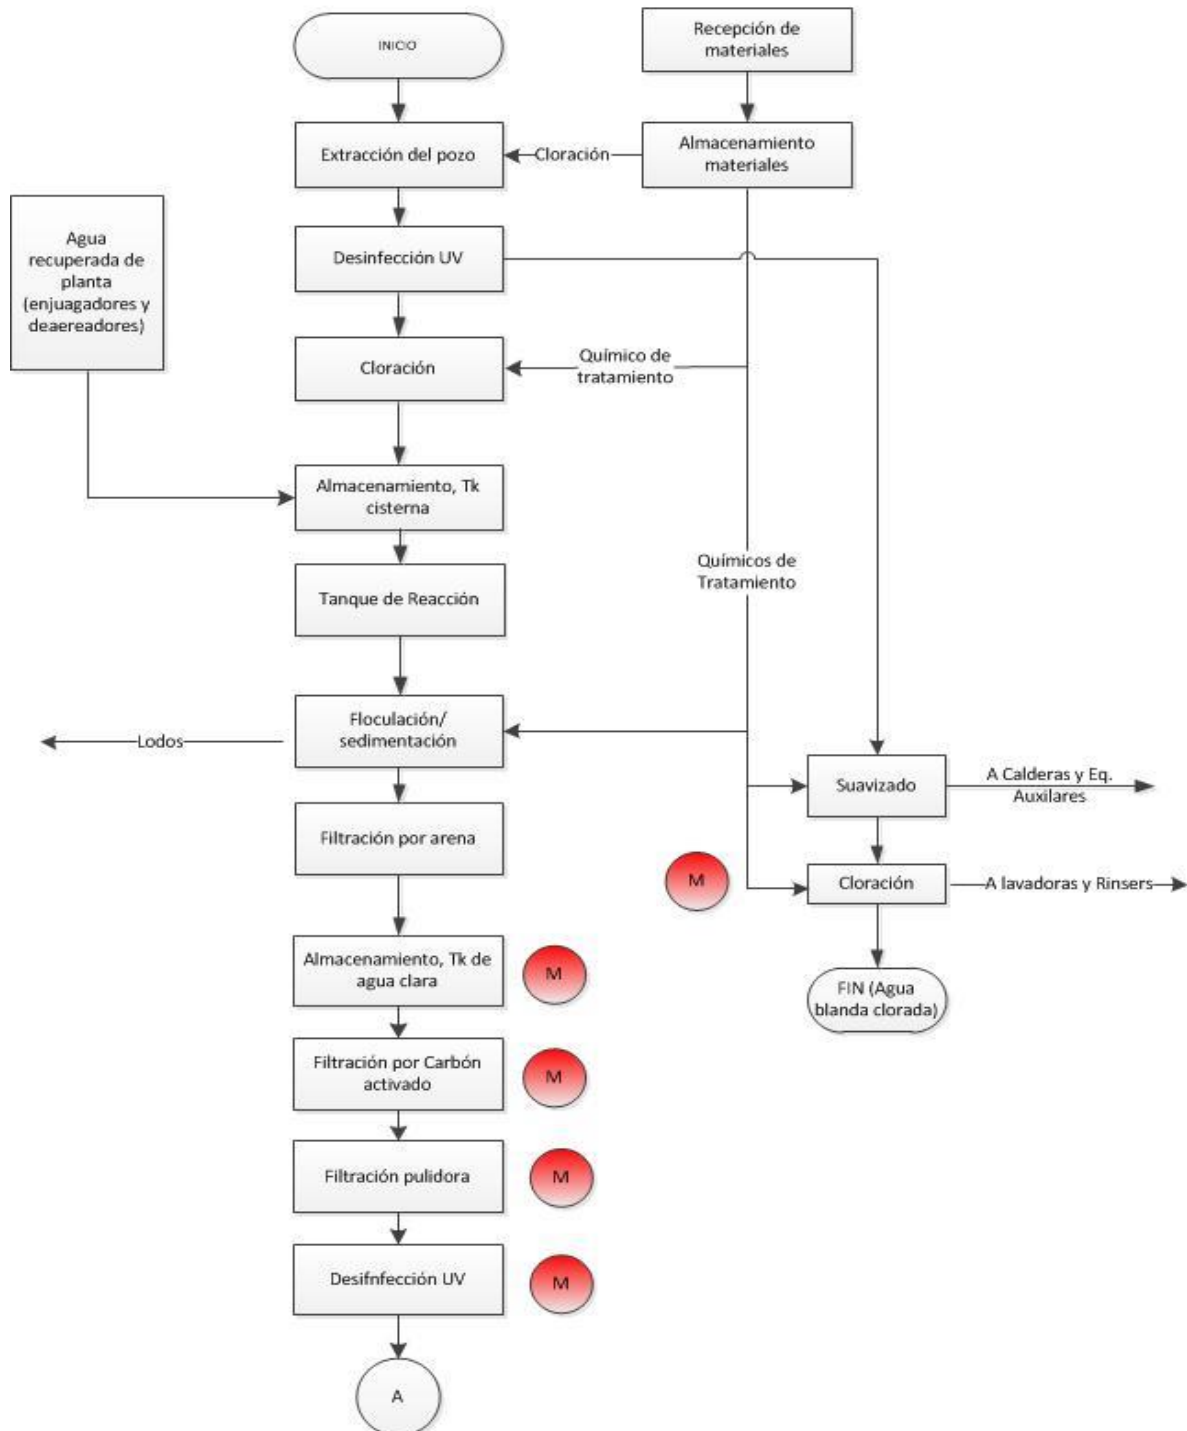 INICIO
Recepción de
materiales
Extracción del pozo
Cloración
Almacenamiento
materiales
Agua
recuperada de
planta
(enjuagadores y
deaereadores)
Desinfección UV
Cloración
Químico de
tratamiento
Almacenamiento, Tk
cisterna
Químicos de
Tratamiento
Tanque de Reacción
Lodos
Floculación/
sedimentación
Suavizado
A Calderas y Eq.
Auxilares
Filtración por arena
M
Cloración
A lavadoras y Rinsers
Almacenamiento, Tk de
agua clara
M
FIN (Agua
blanda clorada)
Filtración por Carbón
activado
M
Filtración pulidora
M
Desifnfección UV
M
A